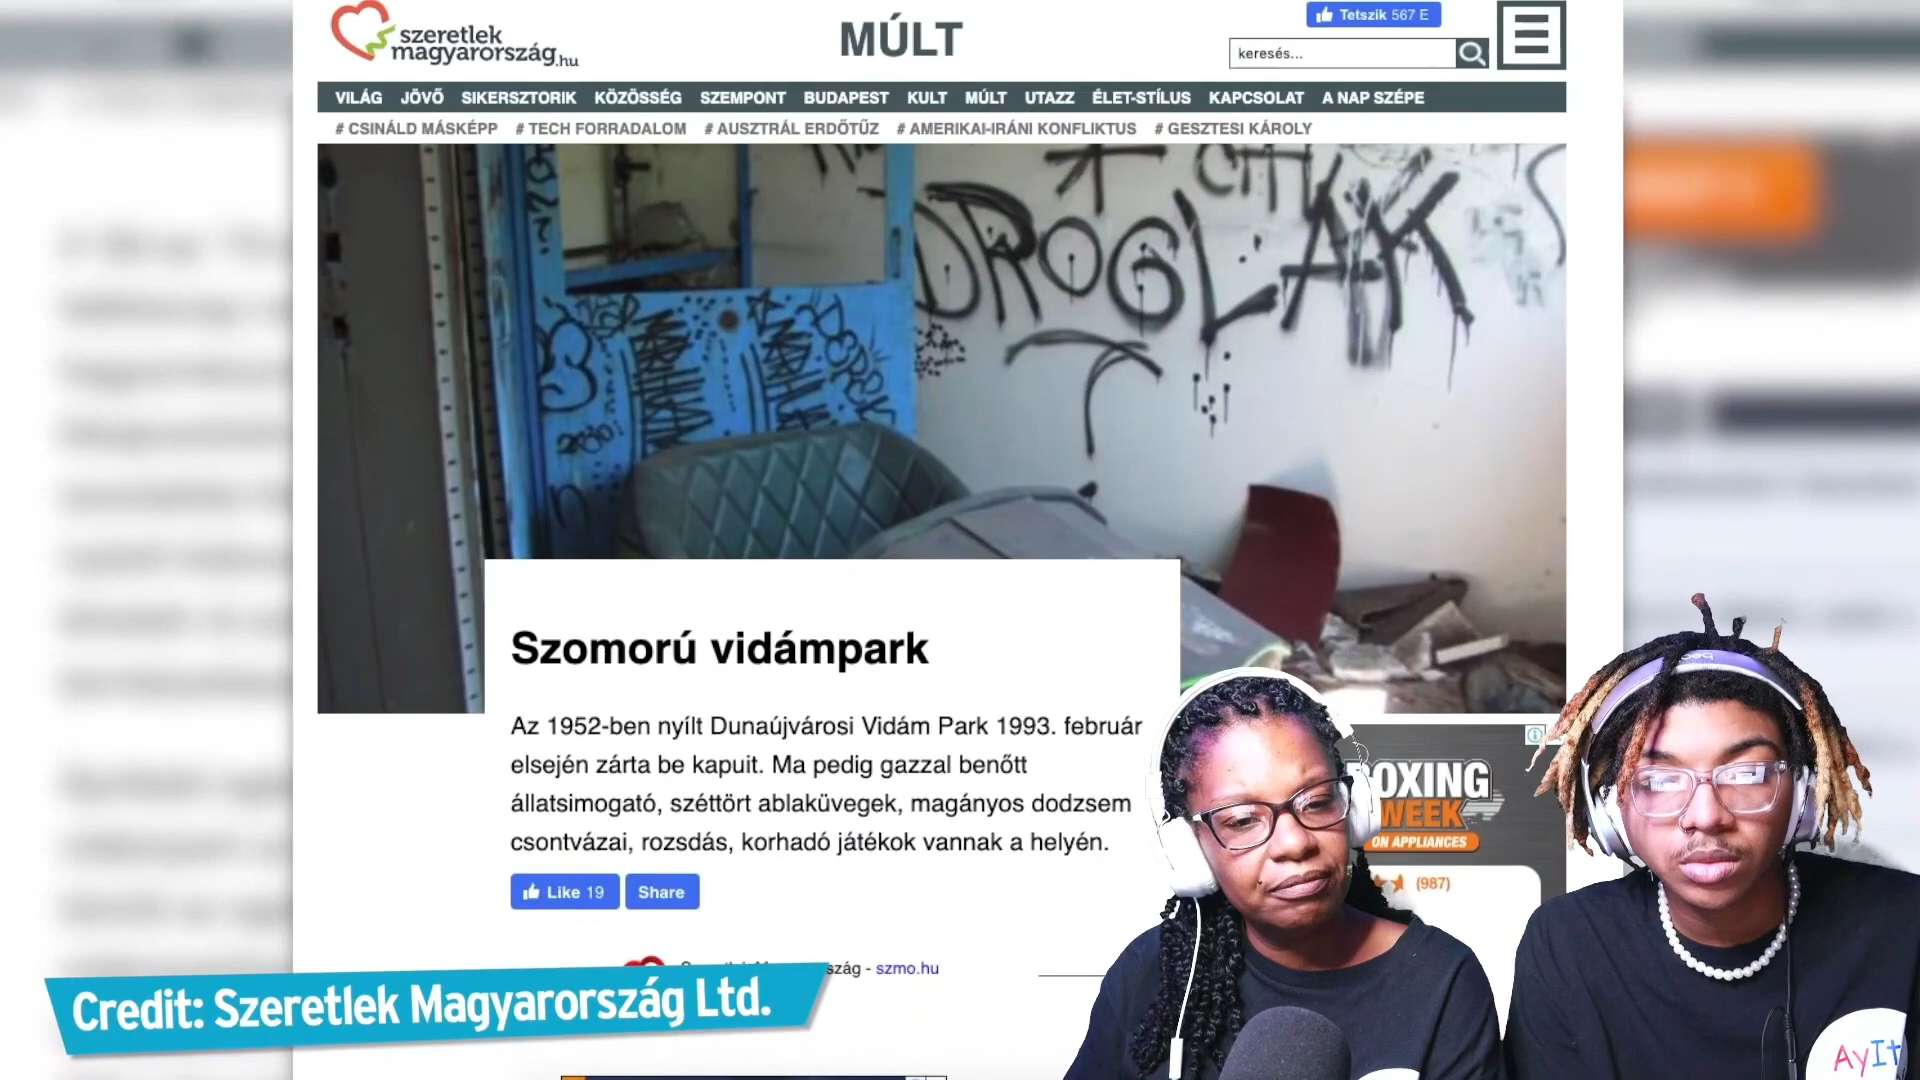 szeretlek
magyarország.hu
MÚLT
Tetszik 567 E
keresés...
VILÁG JÖVŐ SIKERSZTORIK KÖZÖSSÉG SZEMPONT BUDAPEST KULT MÚLT UTAZZ ÉLET-STÍLUS KAPCSOLAT A NAP SZÉPE
# CSINÁLD MÁSKÉPP # TECH FORRADALOM # AUSZTRÁL ERDŐTŰZ # AMERIKAI-IRÁNI KONFLIKTUS # GESZTESI KÁROLY
DROGLAK
Szomorú vidámpark
Az 1952-ben nyílt Dunaújvárosi Vidám Park 1993. február
elsején zárta be kapuit. Ma pedig gazzal benőtt
állatsimogató, széttört ablaküvegek, magányos dodzsem
csontvázai, rozsdás, korhadó játékok vannak a helyén.
Like 19 Share
- szmo.hu
Credit: Szeretlek Magyarország Ltd.
BOXING
WEEK
ON APPLIANCES
(987)
AyIt